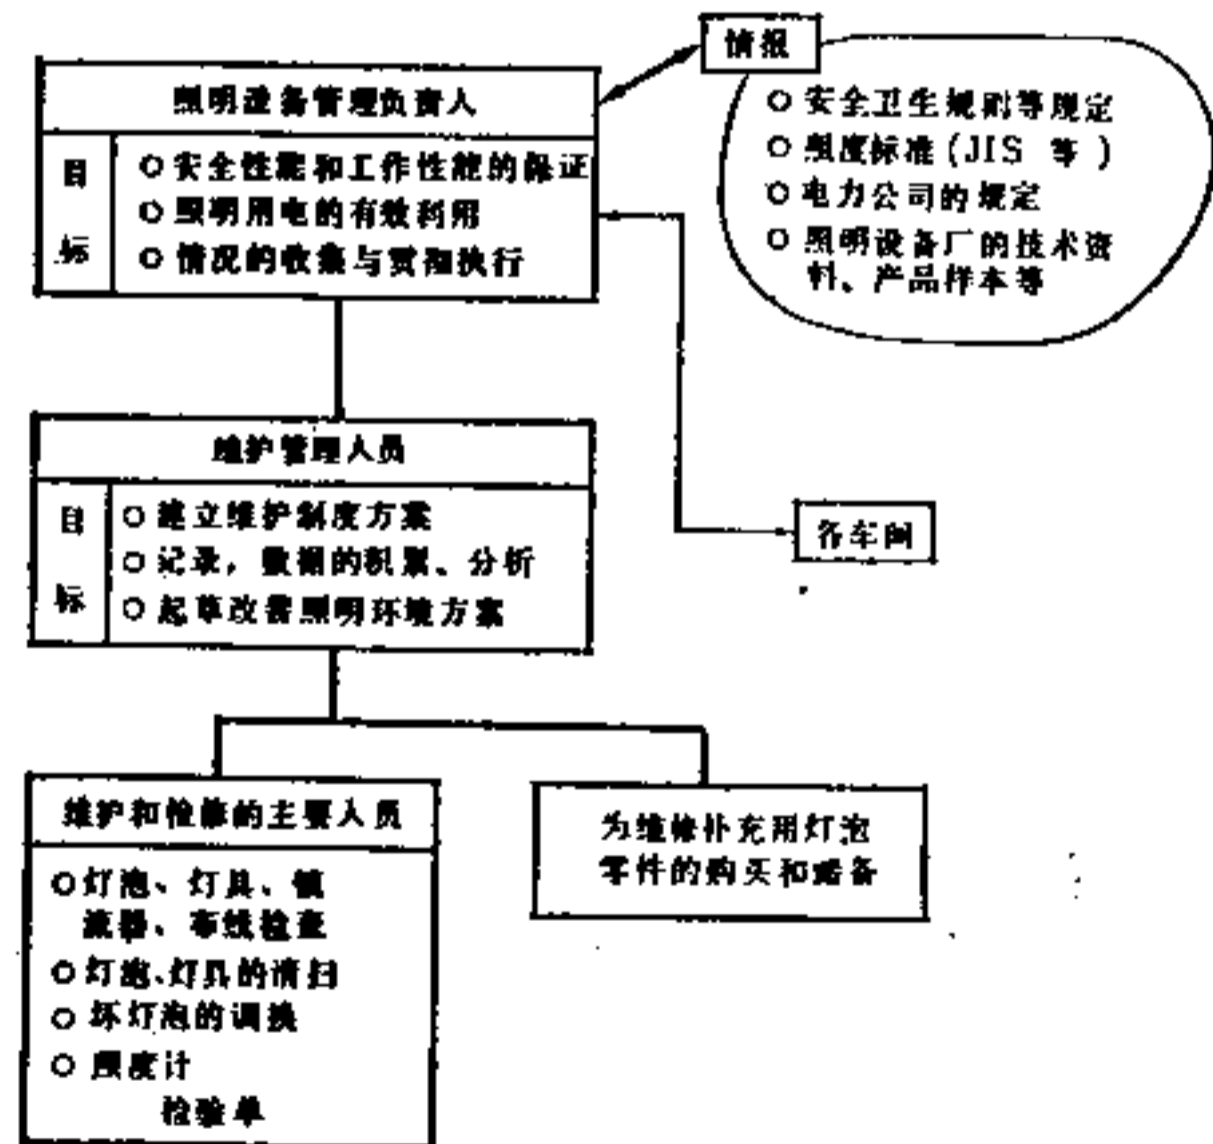 情报
○ 安全卫生规则等规定
○ 照度标准(JIS 等)
○ 电力公司的规定
○ 照明设备厂的技术资
料、产品样本等
照明设备管理负责人
目
标
○ 安全性能和工作性能的保证
○ 照明用电的有效利用
○ 情况的收集与贯彻执行
维护管理人员
目
标
○ 建立维护制度方案
○ 记录，数据的积累、分析
○ 起草改善照明环境方案
各车间
维护和检修的主要人员
○ 灯泡、灯具、镇
流器、布线检查
○ 灯泡、灯具的清扫
○ 坏灯泡的调换
○ 照度计
检验单
为维修补充用灯泡
零件的购买和储备